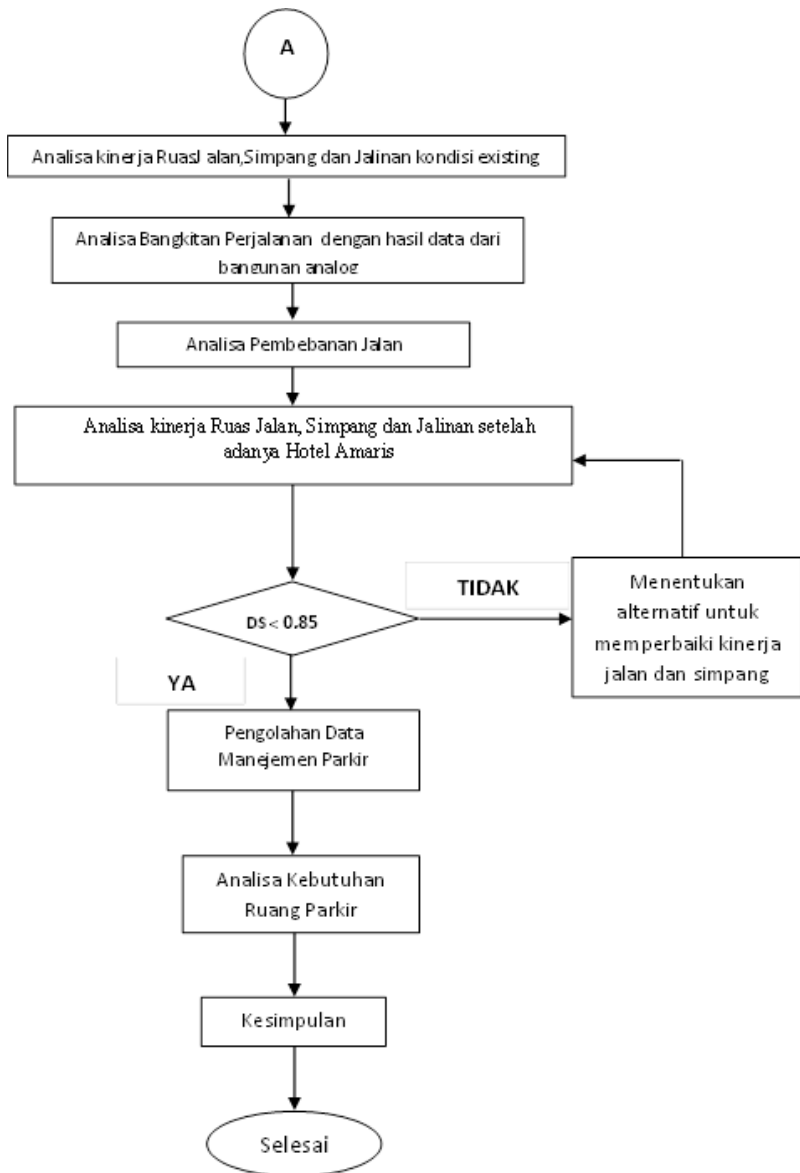 A
Analisa kinerja RuasJalan,Simpang dan Jalinan kondisi existing
Analisa Bangkitan Perjalanan dengan hasil data dari
bangunan analog
Analisa Pembebanan Jalan
Analisa kinerja Ruas Jalan, Simpang dan Jalinan setelah
adanya Hotel Amaris
DS < 0.85
TIDAK
Menentukan
alternatif untuk
memperbaiki kinerja
jalan dan simpang
YA
Pengolahan Data
Manejemen Parkir
Analisa Kebutuhan
Ruang Parkir
Kesimpulan
Selesai